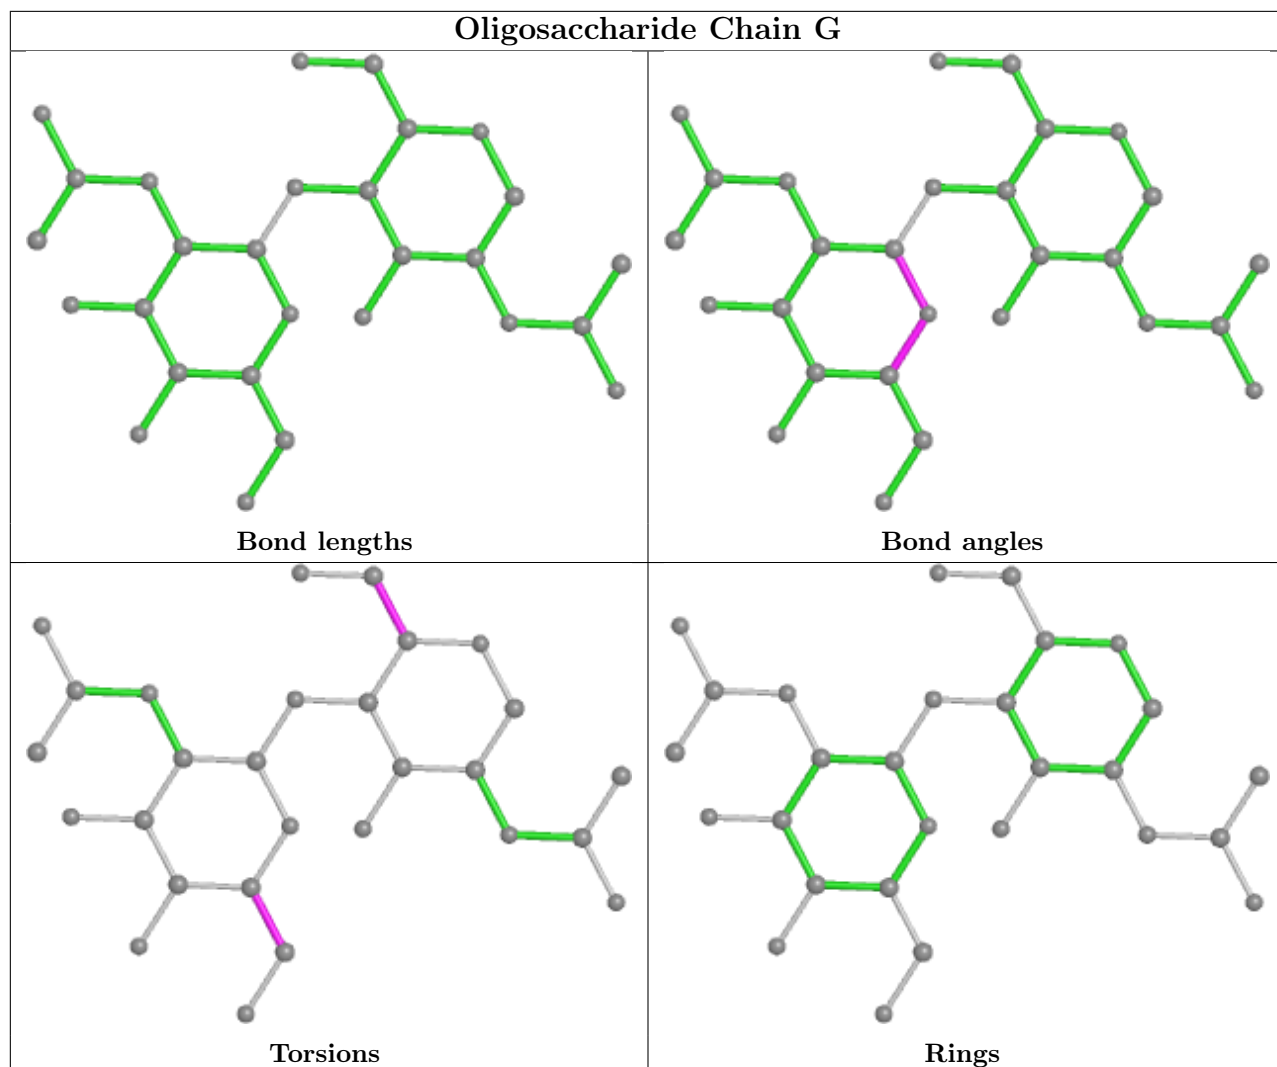 Oligosaccharide Chain G
Bond lengths
Bond angles
Torsions
Rings